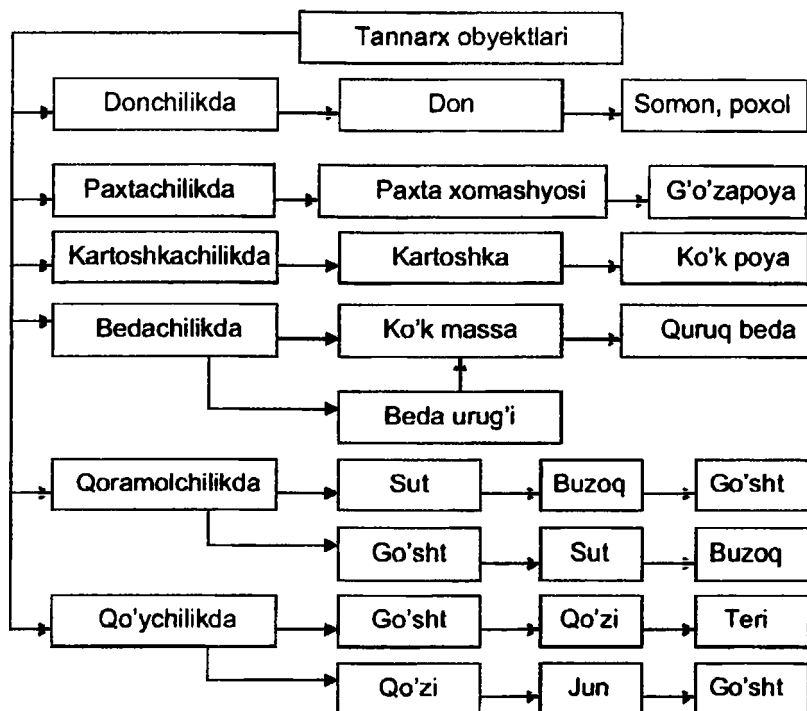 Tannarx obyektlari
Donchilikda Don Somon, poxol
Paxtachilikda Paxta xomashyosi G'o'zapoya
Kartoshkachilikda Kartoshka Ko'k poya
Bedachilikda Ko'k massa Quruq beda
Beda urug'i
Qoramolchilikda Sut Buzoq Go'sht
Go'sht Sut Buzoq
Qo'ychilikda Go'sht Qo'zi Teri
Qo'zi Jun Go'sht